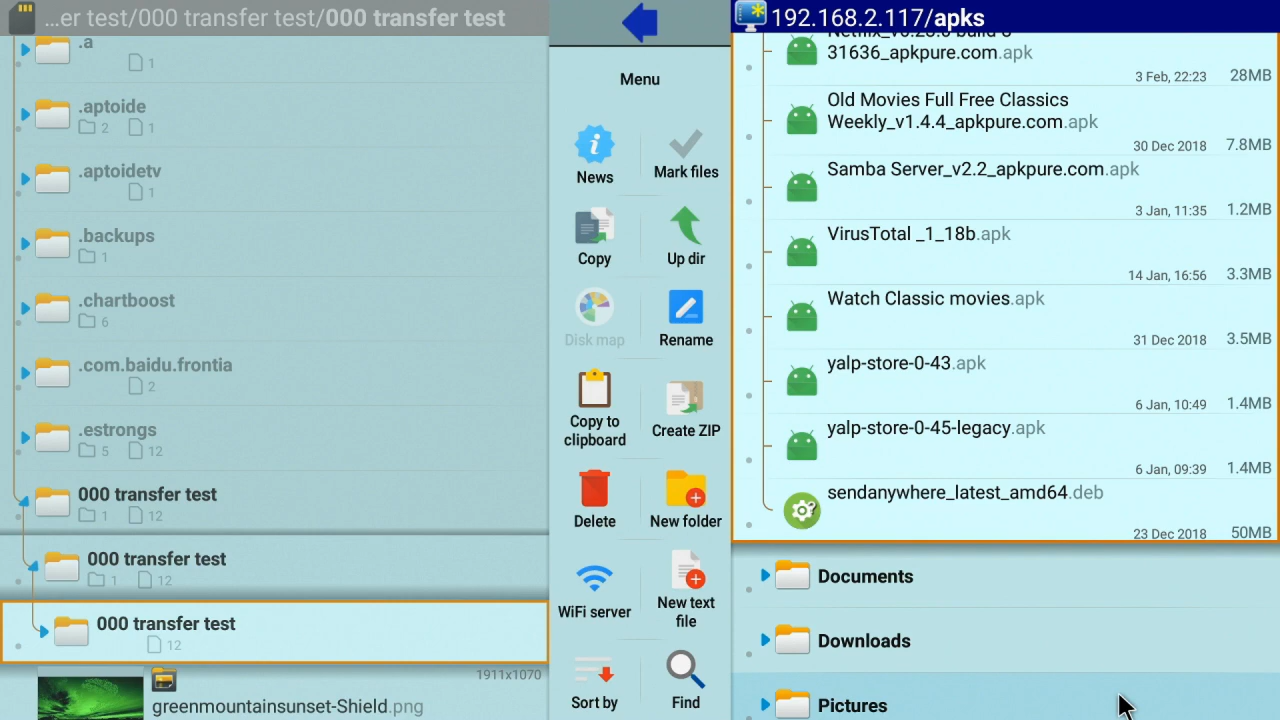 ...er test/000 transfer test/000 transfer test
.a
1
.aptoide
2 1
.aptoidetv
1
.backups
1
.chartboost
6
.com.baidu.frontia
2
.estrongs
5 12
000 transfer test
1 12
000 transfer test
1 12
000 transfer test
12
1911x1070
greenmountainsunset-Shield.png
Menu
News
Mark files
Copy
Up dir
Disk map
Rename
Copy to
clipboard
Create ZIP
Delete
New folder
WiFi server
New text
file
Sort by
Find
192.168.2.117/apks
31636_apkpure.com.apk
3 Feb, 22:23 28MB
Old Movies Full Free Classics
Weekly_v1.4.4_apkpure.com.apk
30 Dec 2018 7.8MB
Samba Server_v2.2_apkpure.com.apk
3 Jan, 11:35 1.2MB
VirusTotal _1_18b.apk
14 Jan, 16:56 3.3MB
Watch Classic movies.apk
31 Dec 2018 3.5MB
yalp-store-0-43.apk
6 Jan, 10:49 1.4MB
yalp-store-0-45-legacy.apk
6 Jan, 09:39 1.4MB
sendanywhere_latest_amd64.deb
23 Dec 2018 50MB
Documents
Downloads
Pictures